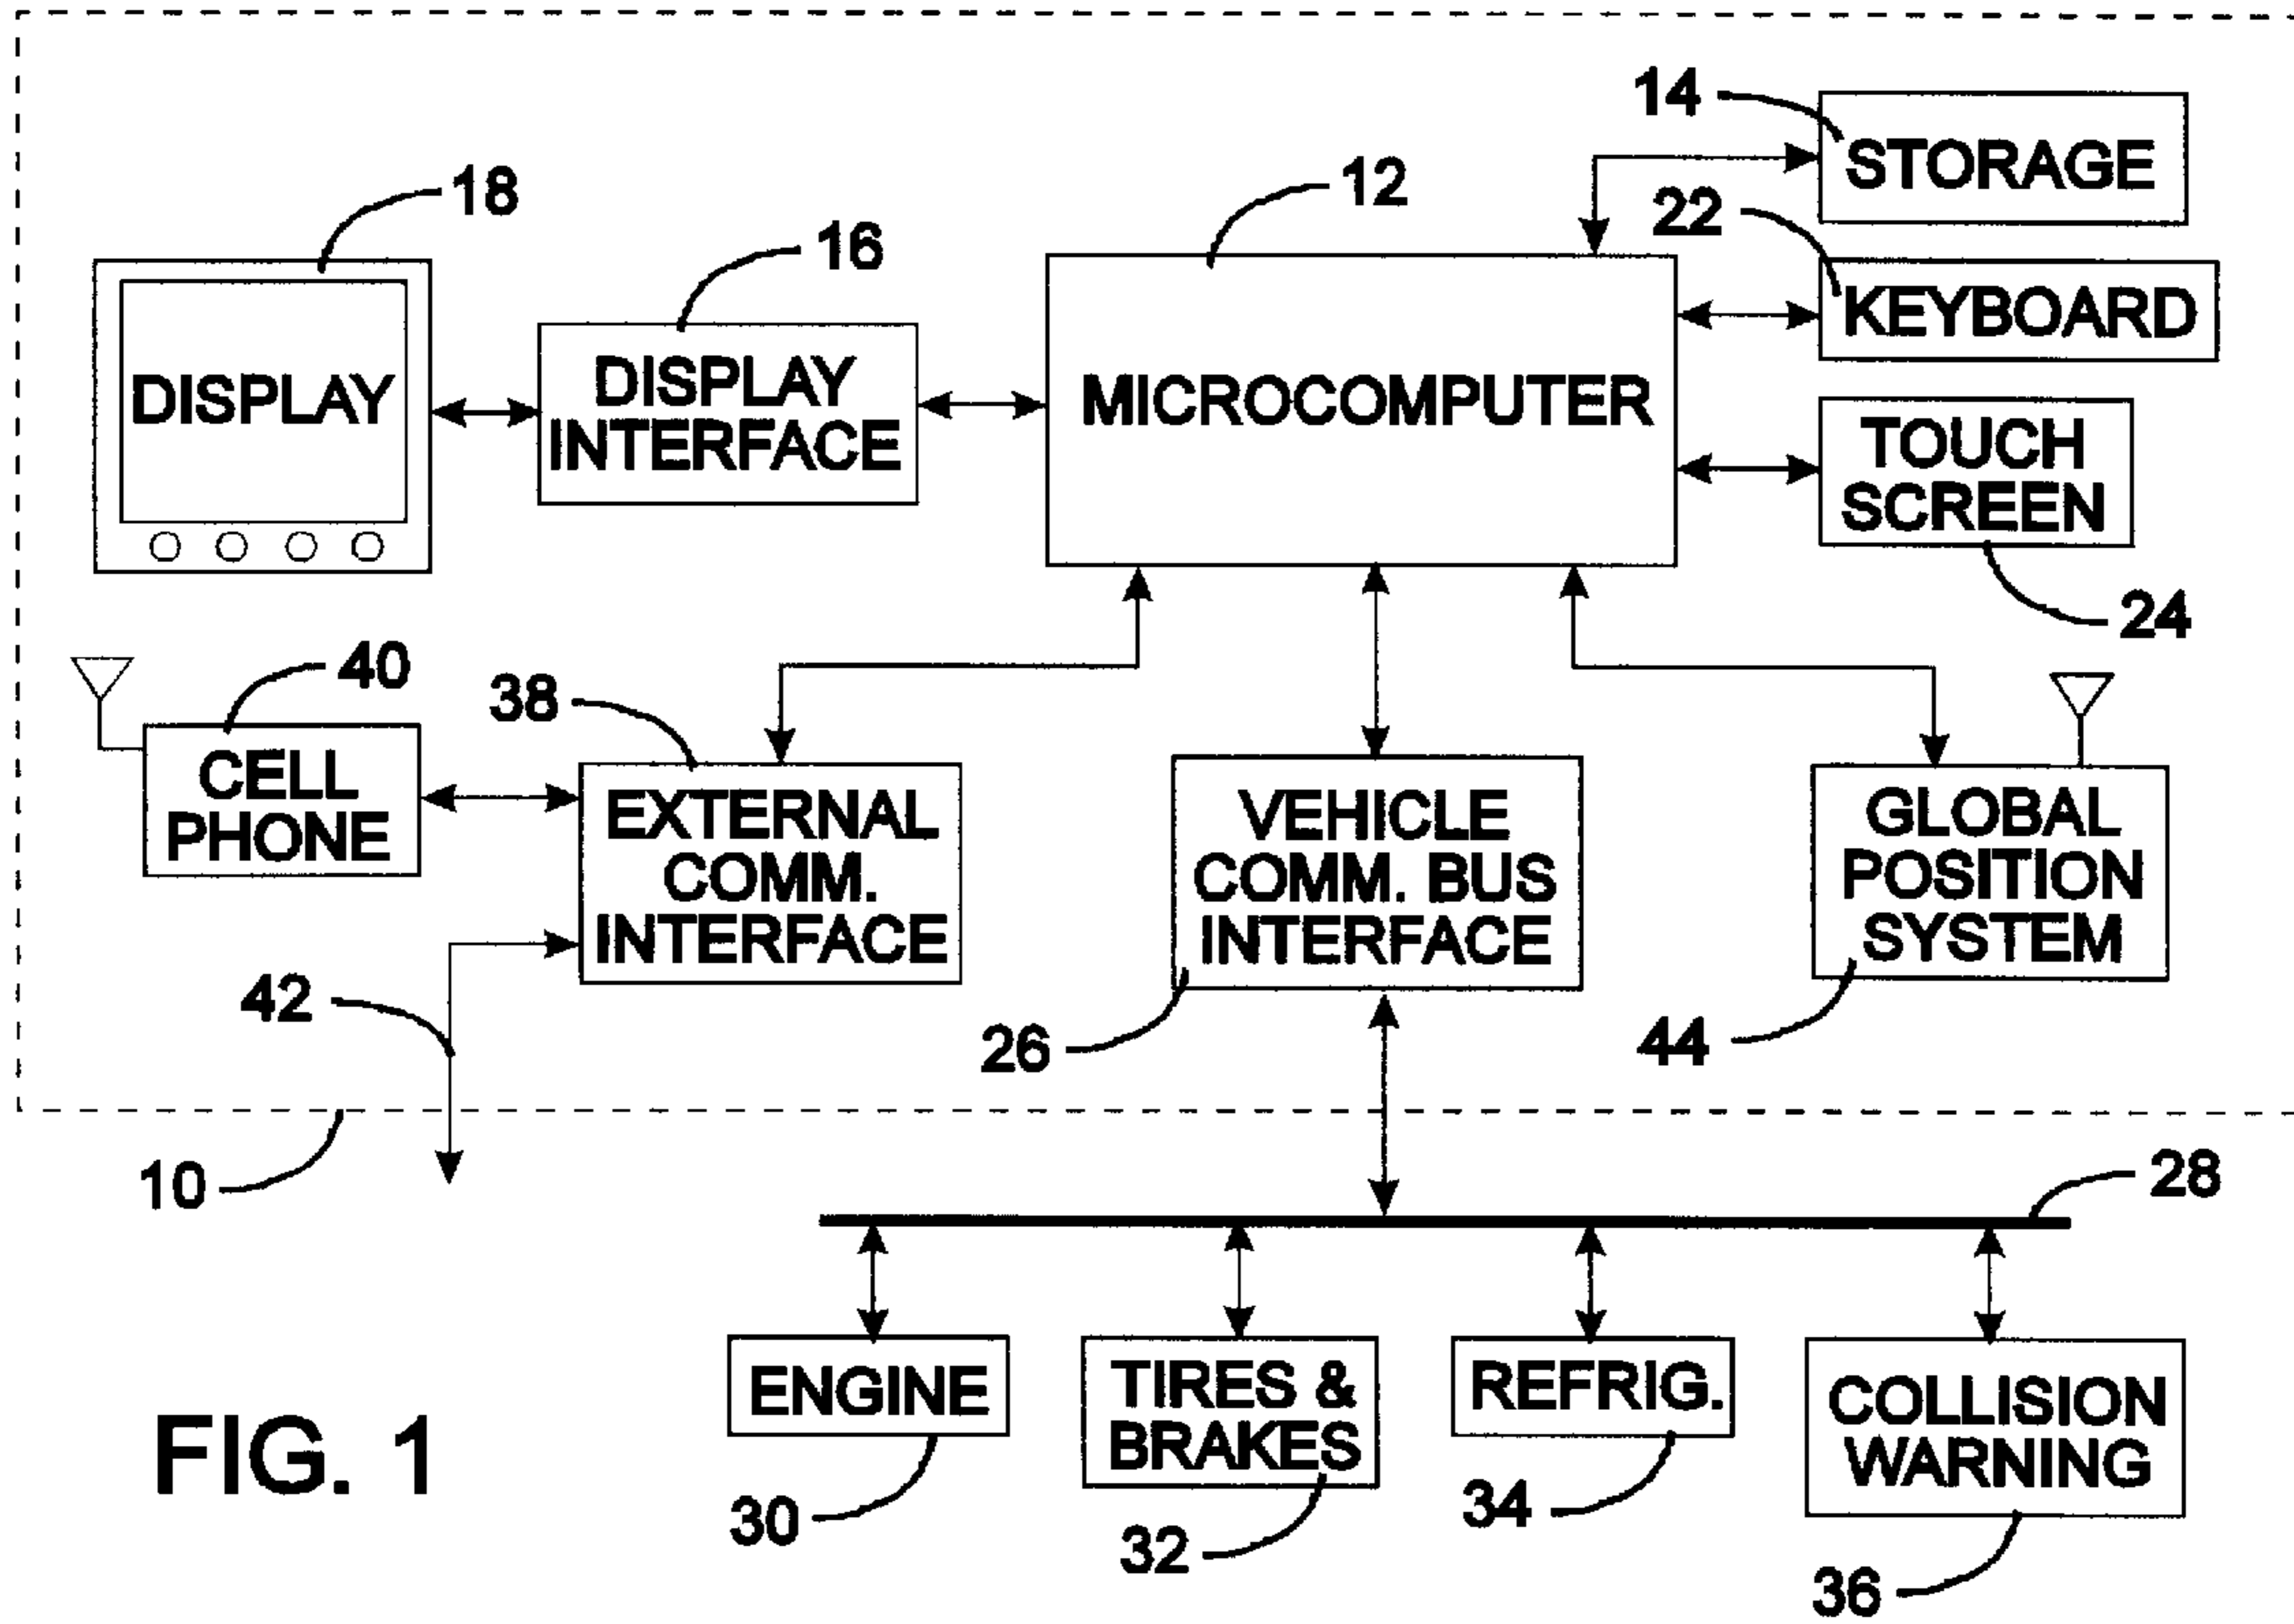 14
STORAGE
18
12
22
16
KEYBOARD
DISPLAY
DISPLAY
INTERFACE
MICROCOMPUTER
TOUCH
SCREEN
24
40
38
CELL
PHONE
EXTERNAL
COMM.
INTERFACE
VEHICLE
COMM. BUS
INTERFACE
GLOBAL
POSITION
SYSTEM
42
26
44
10
28
ENGINE
TIRES &
BRAKES
REFRIG.
COLLISION
WARNING
30
32
34
36
FIG. 1